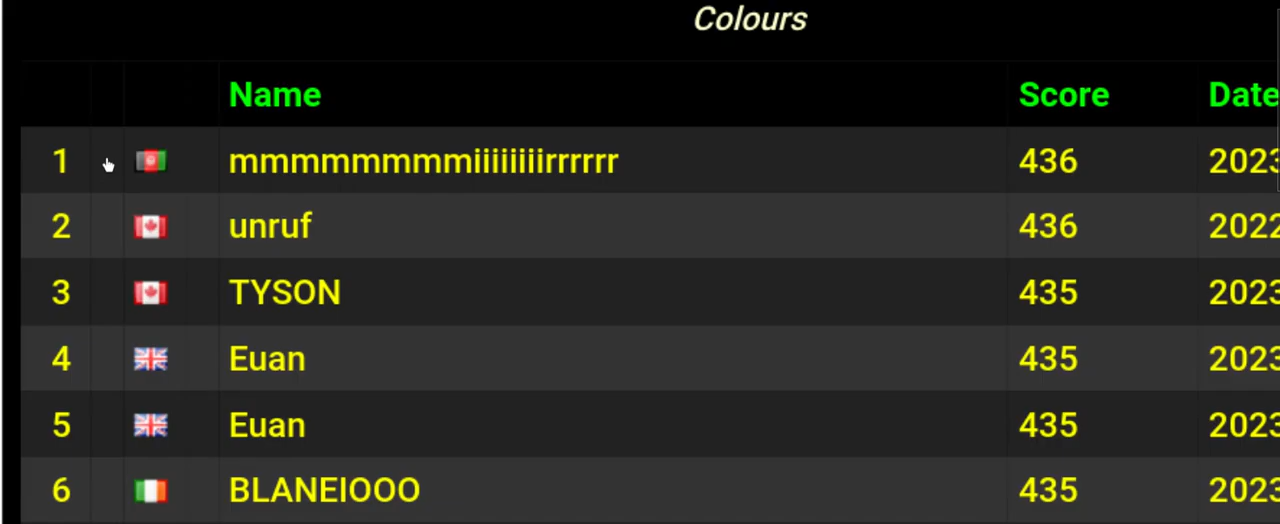 Colours
Name Score Date
1 mmmmmmmmiiiiiiiirrrrrr 436 2023
2 unruf 436 2022
3 TYSON 435 2023
4 Euan 435 2023
5 Euan 435 2023
6 BLANEIOOO 435 2023